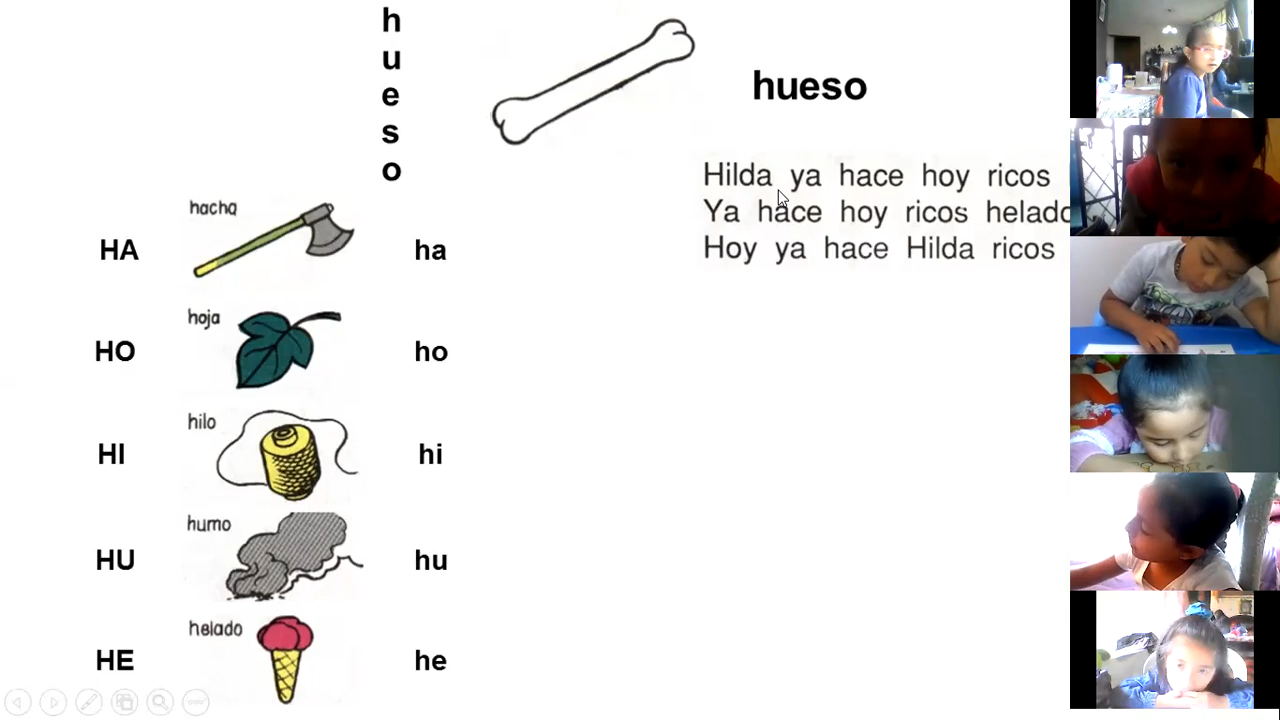 h
u
e
s
o
hueso
Hilda ya hace hoy ricos
Ya hace hoy ricos helado
Hoy ya hace Hilda ricos
hacha
HA ha
hoja
HO ho
hilo
HI hi
humo
HU hu
helado
HE he